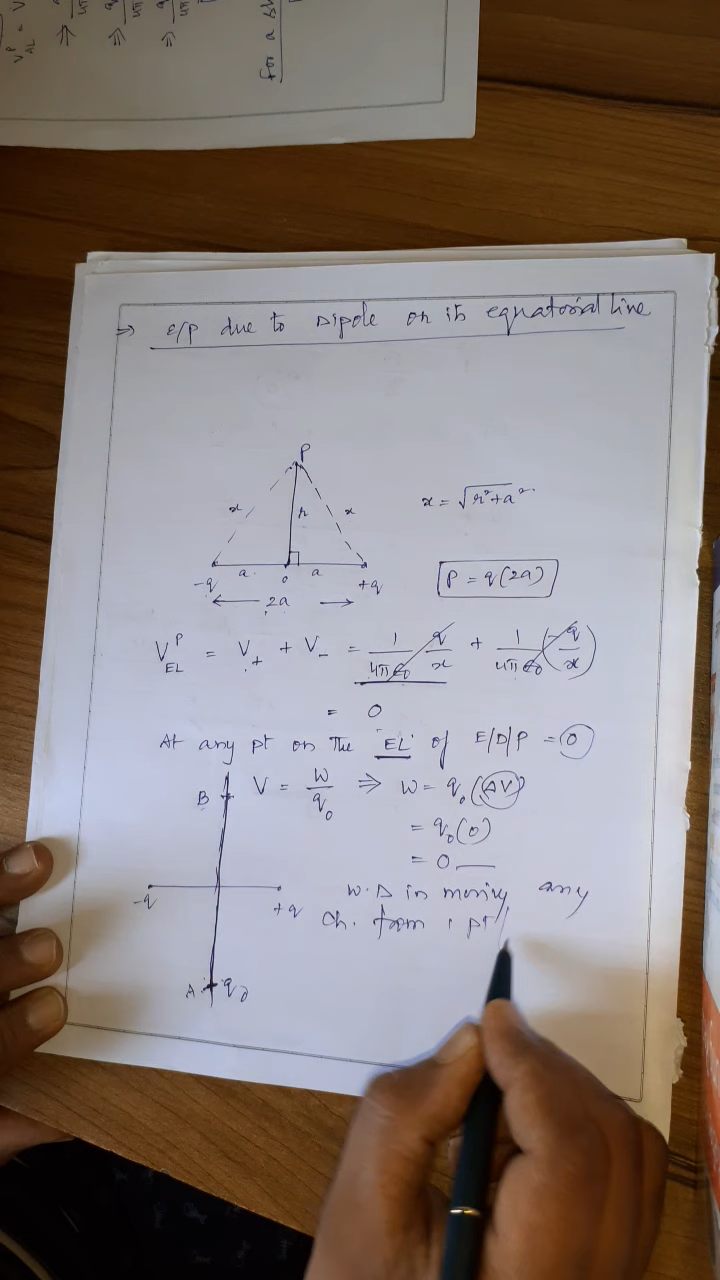 ⇒ E/P due to Dipole on its equatorial line
P
x r x
-q a o a +q
2a
x = √r²+a²
P = q(2a)
V^P_EL = V₊ + V₋ = 1/4πε₀ q/x + 1/4πε₀ (-q/x)
= 0
At any pt on the EL of E/D/P = 0
B V = W/q₀ ⇒ W = q₀(ΔV)
= q₀(0)
= 0
-q +q
W.D in moving any
Ch. from 1 pt
A q₀
For a